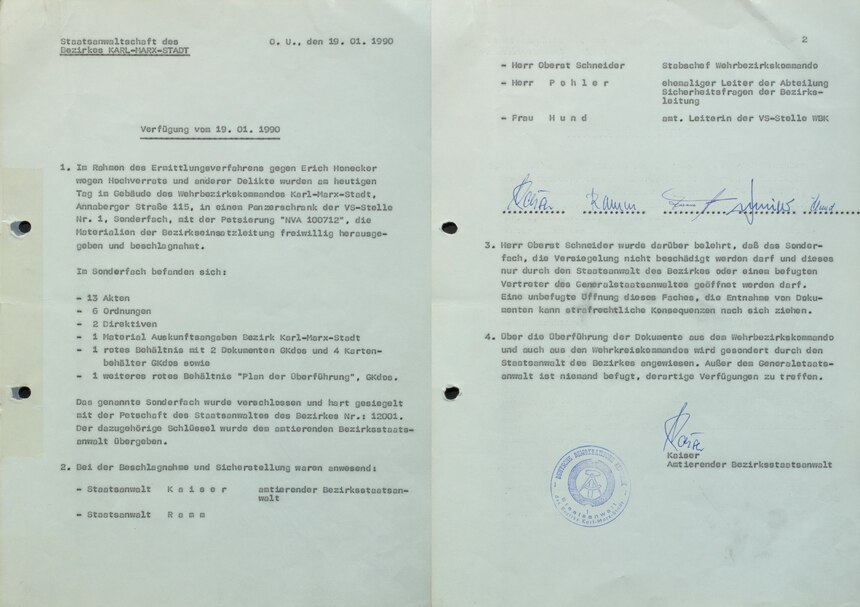 Staatsanwaltschaft des
Bezirkes KARL-MARX-STADT
O. U., den 19. 01. 1990
Verfügung vom 19. 01. 1990
1. Im Rahmen des Ermittlungsverfahrens gegen Erich Honecker
wegen Hochverrats und anderer Delikte wurden am heutigen
Tag im Gebäude des Wehrbezirkskommandos Karl-Marx-Stadt,
Annaberger Straße 115, in einem Panzerschrank der VS-Stelle
Nr. 1, Sonderfach, mit der Petsierung "NVA 100712", die
Materialien der Bezirkseinsatzleitung freiwillig herausge-
geben und beschlagnahmt.
Im Sonderfach befanden sich:
- 13 Akten
- 6 Ordnungen
- 2 Direktiven
- 1 Material Auskunftsangaben Bezirk Karl-Marx-Stadt
- 1 rotes Behältnis mit 2 Dokumenten GKdos und 4 Karten-
behälter GKdos sowie
- 1 weiteres rotes Behältnis "Plan der Überführung", GKdos.
Das genannte Sonderfach wurde verschlossen und hart gesiegelt
mit der Petschaft des Staatsanwaltes des Bezirkes Nr.: 12001.
Der dazugehörige Schlüssel wurde dem amtierenden Bezirksstaats-
anwalt übergeben.
2. Bei der Beschlagnahme und Sicherstellung waren anwesend:
- Staatsanwalt K a i s e r amtierender Bezirksstaatsan-
walt
- Staatsanwalt R a m m
2
- Herr Oberst Schneider Stabschef Wehrbezirkskommando
- Herr P o h l e r ehemaliger Leiter der Abteilung
Sicherheitsfragen der Bezirks-
leitung
- Frau H u n d amt. Leiterin der VS-Stelle WBK
Kaiser Ramm Hund
3. Herr Oberst Schneider wurde darüber belehrt, daß das Sonder-
fach, die Versiegelung nicht beschädigt werden darf und dieses
nur durch den Staatsanwalt des Bezirkes oder einem befugten
Vertreter des Generalstaatsanwaltes geöffnet werden darf.
Eine unbefugte Öffnung dieses Faches, die Entnahme von Doku-
menten kann strafrechtliche Konsequenzen nach sich ziehen.
4. Über die Überführung der Dokumente aus dem Wehrbezirkskommando
und auch aus den Wehrkreiskommandos wird gesondert durch den
Staatsanwalt des Bezirkes angewiesen. Außer dem Generalstaats-
anwalt ist niemand befugt, derartige Verfügungen zu treffen.
Kaiser
Kaiser
Amtierender Bezirksstaatsanwalt
Staatsanwalt
des Bezirkes Karl-Marx-Stadt
1